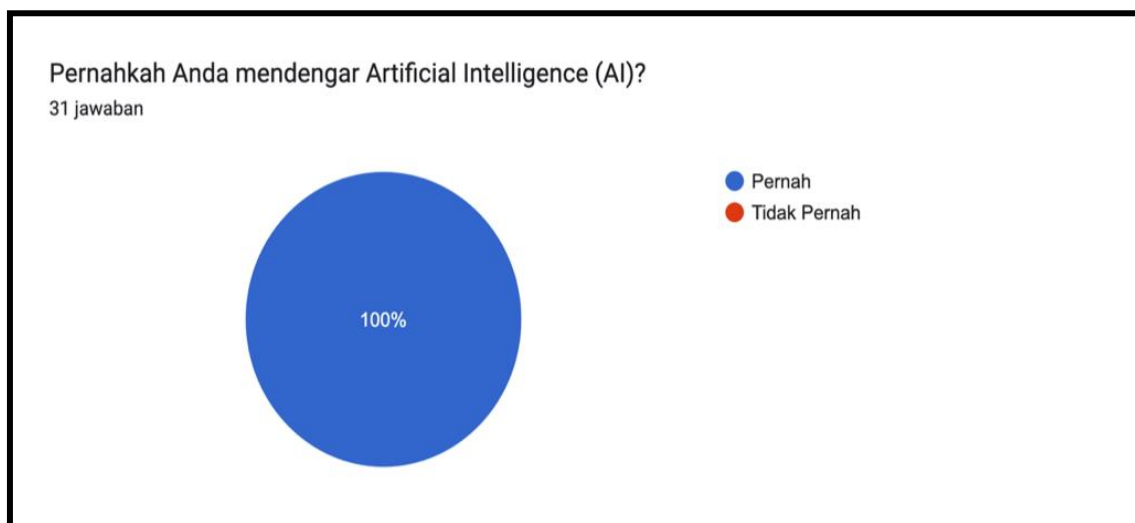 Pernahkah Anda mendengar Artificial Intelligence (AI)?
31 jawaban
Pernah
Tidak Pernah
100%